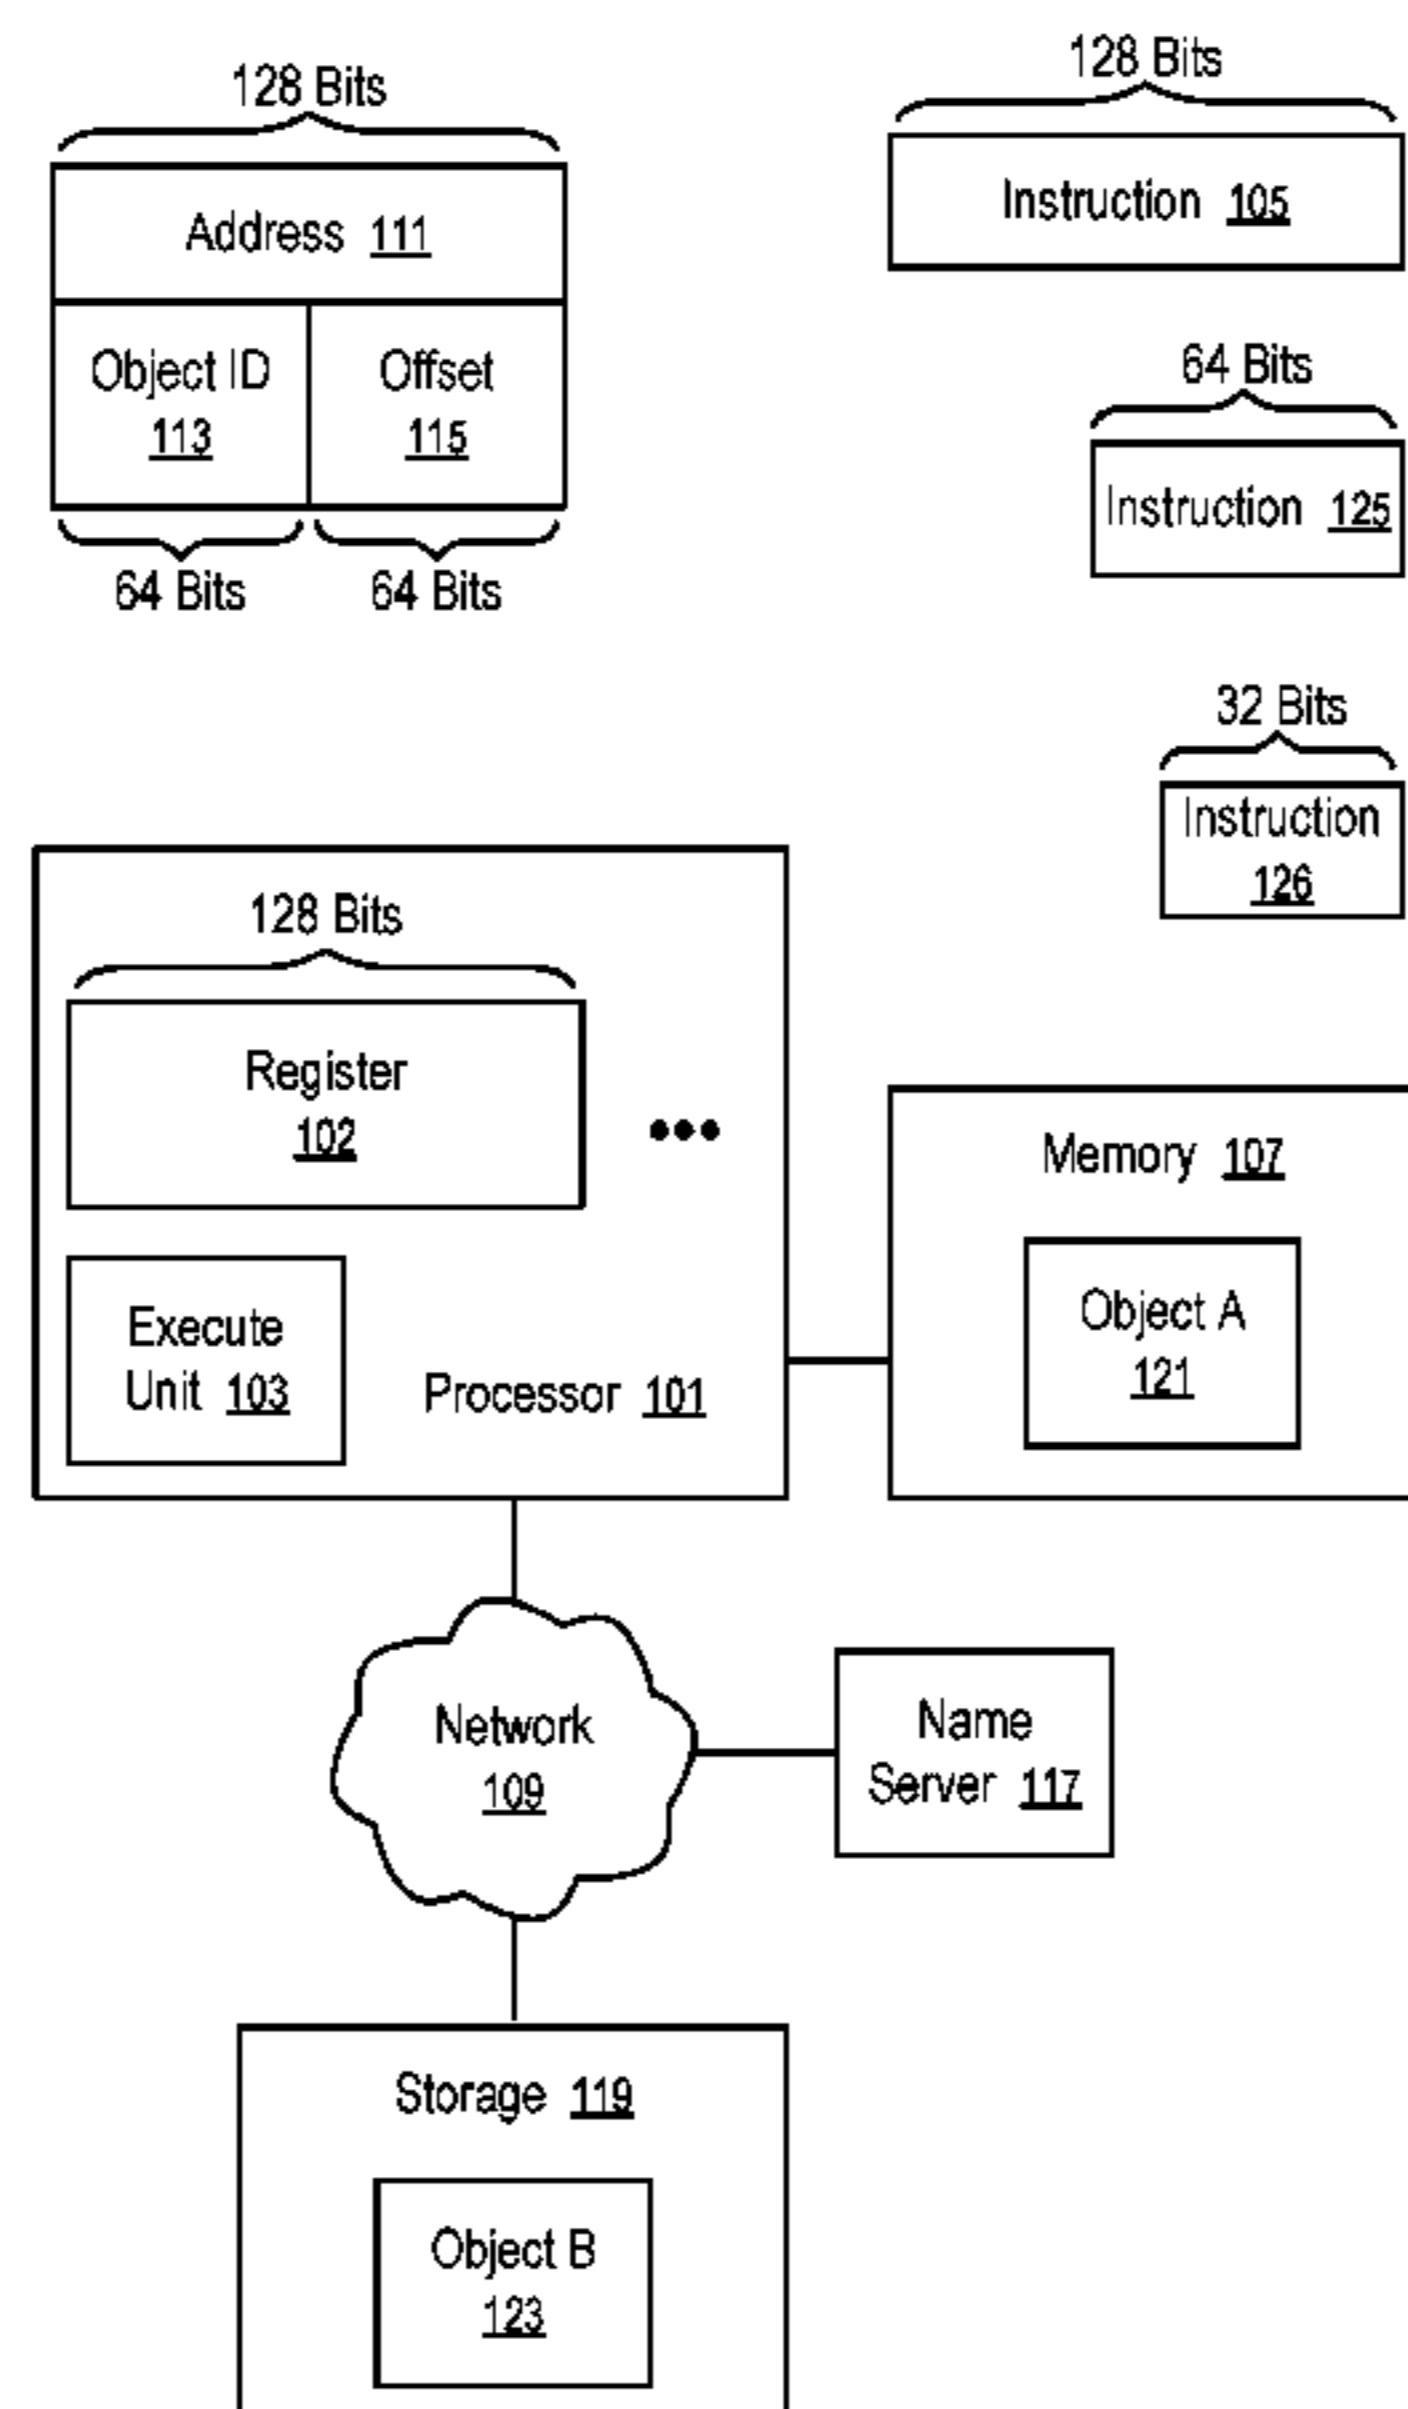 128 Bits
Address 111
Object ID
113
Offset
115
64 Bits
64 Bits
128 Bits
Instruction 105
64 Bits
Instruction 125
32 Bits
Instruction
126
128 Bits
Register
102
Execute
Unit 103
Processor 101
Memory 107
Object A
121
Network
109
Name
Server 117
Storage 119
Object B
123